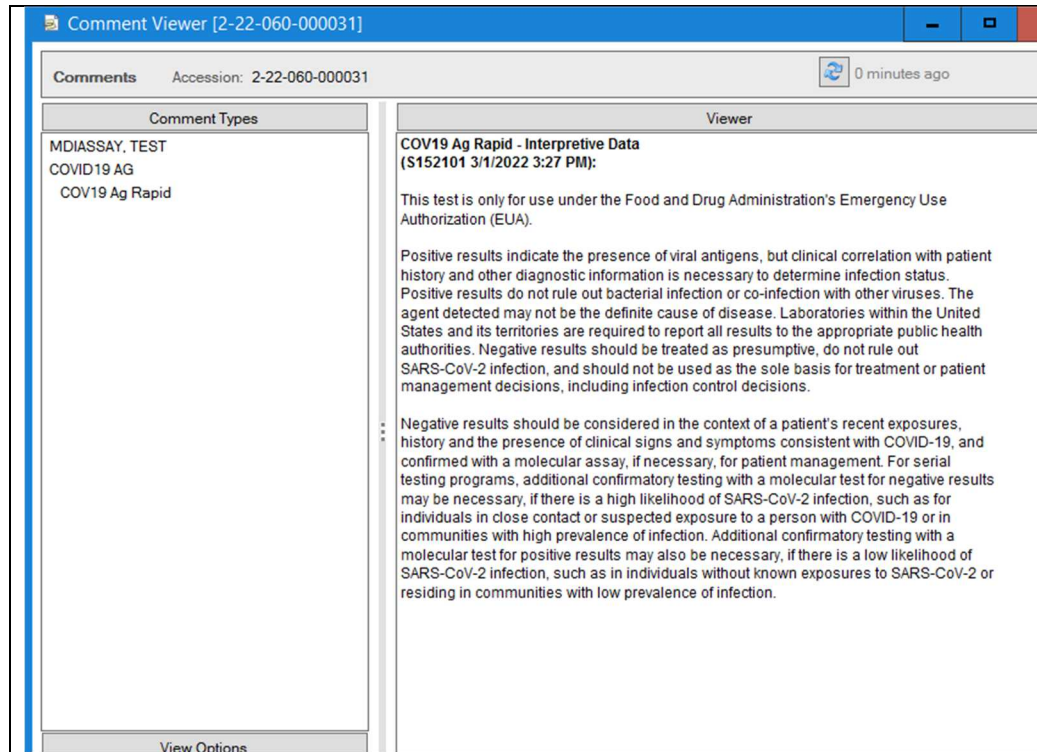 Comment Viewer [2-22-060-000031]
Comments Accession: 2-22-060-000031 0 minutes ago
Comment Types
MDIASSAY, TEST
COVID19 AG
COV19 Ag Rapid
View Options
Viewer
COV19 Ag Rapid - Interpretive Data
(S152101 3/1/2022 3:27 PM):
This test is only for use under the Food and Drug Administration's Emergency Use
Authorization (EUA).
Positive results indicate the presence of viral antigens, but clinical correlation with patient
history and other diagnostic information is necessary to determine infection status.
Positive results do not rule out bacterial infection or co-infection with other viruses. The
agent detected may not be the definite cause of disease. Laboratories within the United
States and its territories are required to report all results to the appropriate public health
authorities. Negative results should be treated as presumptive, do not rule out
SARS-CoV-2 infection, and should not be used as the sole basis for treatment or patient
management decisions, including infection control decisions.
Negative results should be considered in the context of a patient's recent exposures,
history and the presence of clinical signs and symptoms consistent with COVID-19, and
confirmed with a molecular assay, if necessary, for patient management. For serial
testing programs, additional confirmatory testing with a molecular test for negative results
may be necessary, if there is a high likelihood of SARS-CoV-2 infection, such as for
individuals in close contact or suspected exposure to a person with COVID-19 or in
communities with high prevalence of infection. Additional confirmatory testing with a
molecular test for positive results may also be necessary, if there is a low likelihood of
SARS-CoV-2 infection, such as in individuals without known exposures to SARS-CoV-2 or
residing in communities with low prevalence of infection.